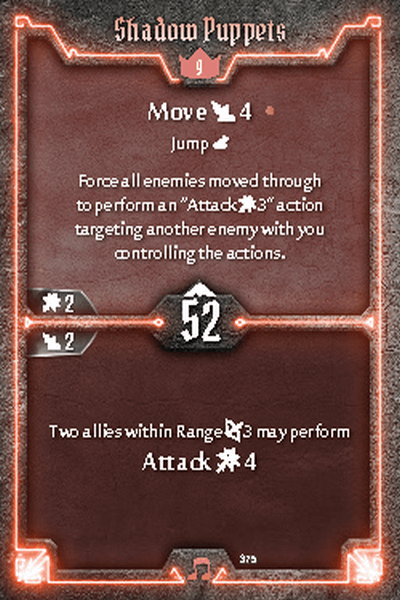 Shadow Puppets
9
Move 4
Jump
Force all enemies moved through
to perform an "Attack 3" action
targeting another enemy with you
controlling the actions.
2
52
2
Two allies within Range 3 may perform
Attack 4